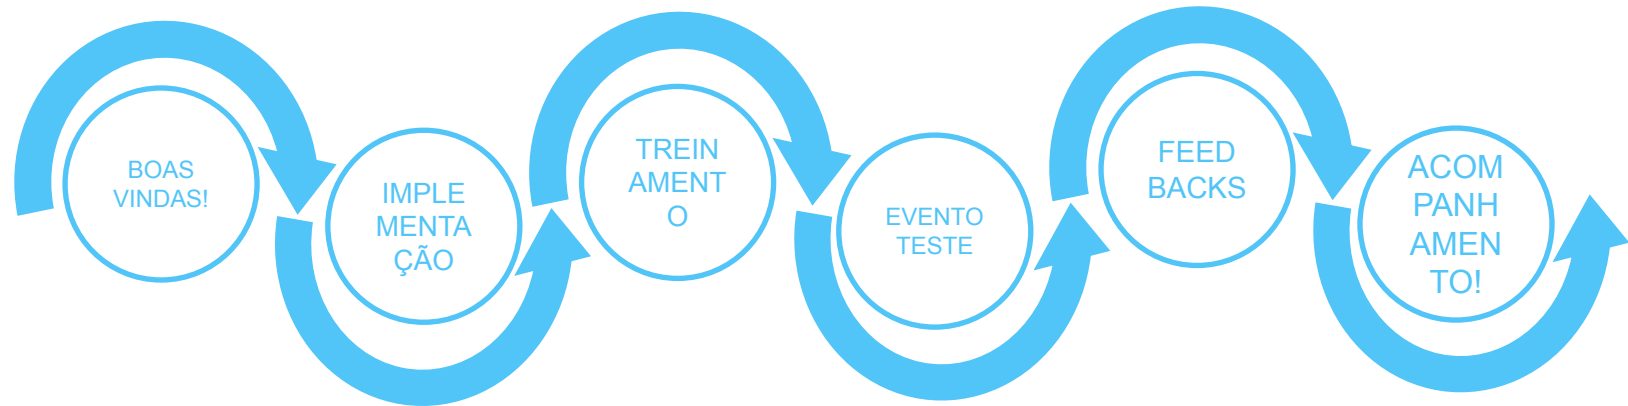 BOAS
VINDAS!
IMPLE
MENTA
ÇÃO
TREIN
AMENT
O
EVENTO
TESTE
FEED
BACKS
ACOM
PANH
AMEN
TO!